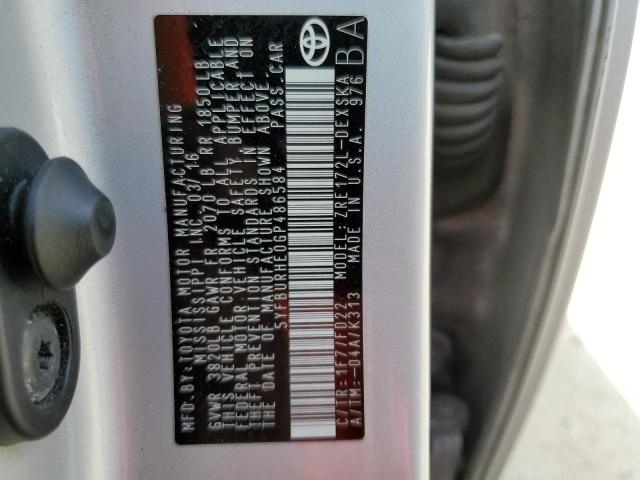 MFD.BY:TOYOTA MOTOR MANUFACTURING
MISSISSIPPI INC. 03/16
GVWR 3820LB GAWR FR 2070LB RR 1850LB
THIS VEHICLE CONFORMS TO ALL APPLICABLE
FEDERAL MOTOR VEHICLE SAFETY, BUMPER AND
THEFT PREVENTION STANDARDS IN EFFECT ON
THE DATE OF MANUFACTURE SHOWN ABOVE.
5YFBURHE0GP486584 PASS.CAR
C/TR:1F7/FD22 MODEL:ZRE172L-DEXSKA
A/TM:-04A/K313 MADE IN U.S.A. 976
BA